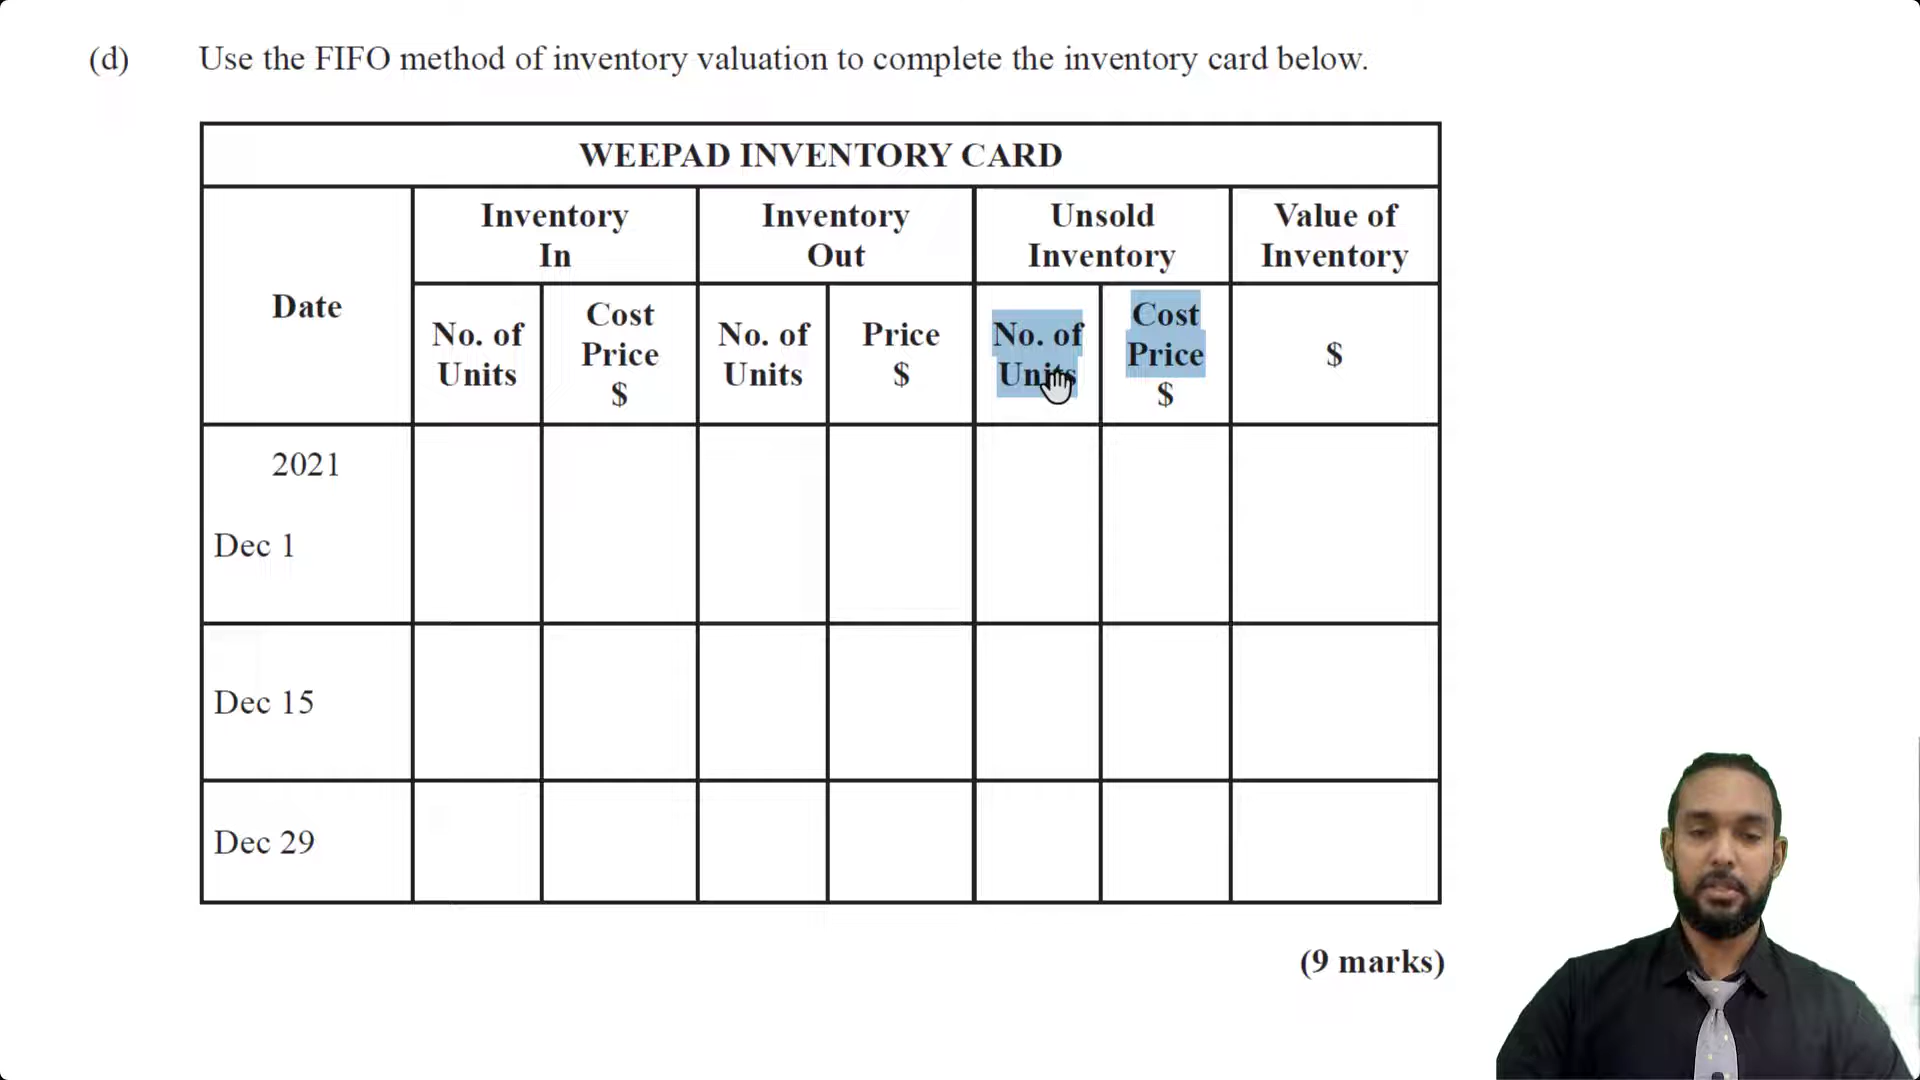 (d) Use the FIFO method of inventory valuation to complete the inventory card below.
WEEPAD INVENTORY CARD
Date
Inventory
In
Inventory
Out
Unsold
Inventory
Value of
Inventory
No. of
Units
Cost
Price
$
No. of
Units
Price
$
No. of
Units
Cost
Price
$
$
2021
Dec 1
Dec 15
Dec 29
(9 marks)